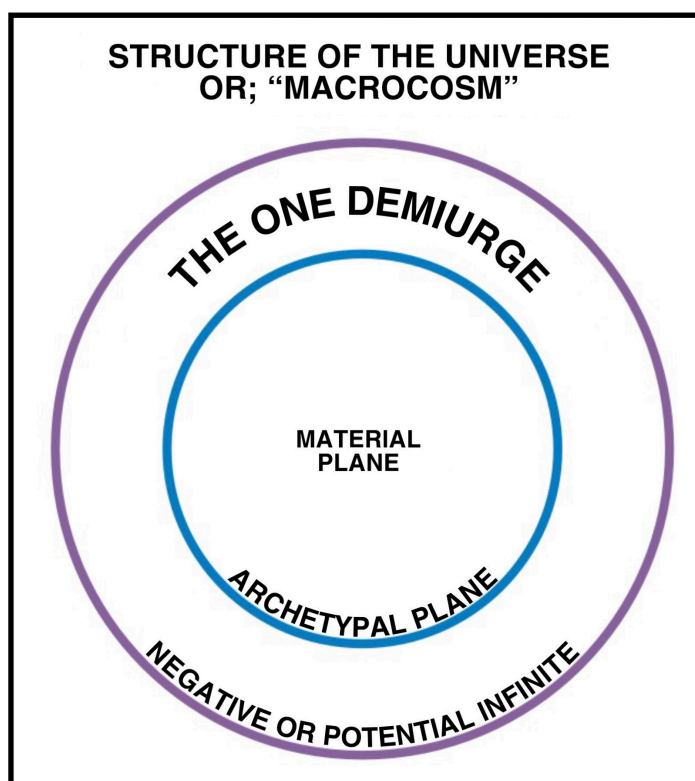 STRUCTURE OF THE UNIVERSE
OR; “MACROCOSM”
THE ONE DEMIURGE
MATERIAL
PLANE
ARCHETYPAL PLANE
NEGATIVE OR POTENTIAL INFINITE